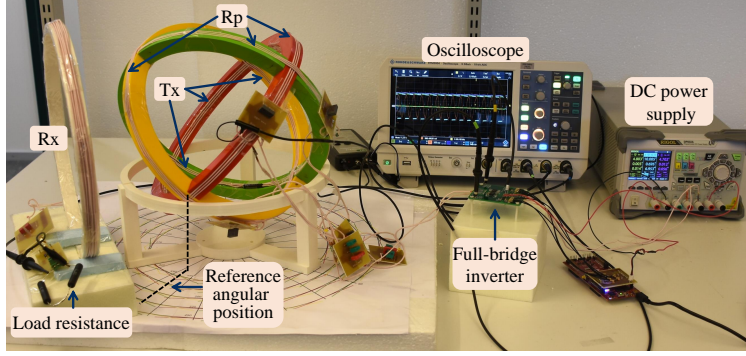 Rp
Oscilloscope
Tx
DC power
supply
Rx
Full-bridge
inverter
Reference
angular
position
Load resistance